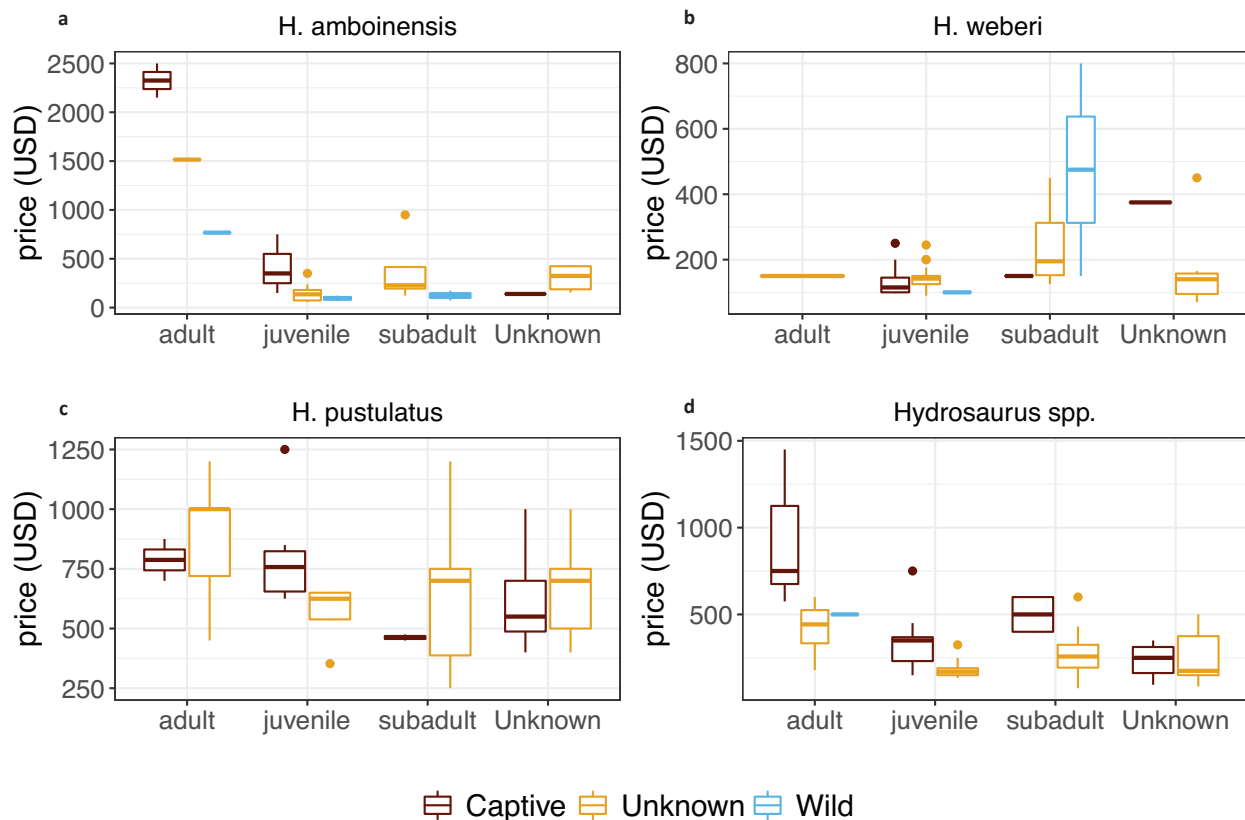 a
H. amboinensis
price (USD)
2500
2000
1500
1000
500
0
adult juvenile subadult Unknown
b
H. weberi
price (USD)
800
600
400
200
adult juvenile subadult Unknown
c
H. pustulatus
price (USD)
1250
1000
750
500
250
adult juvenile subadult Unknown
d
Hydrosaurus spp.
price (USD)
1500
1000
500
adult juvenile subadult Unknown
Captive Unknown Wild